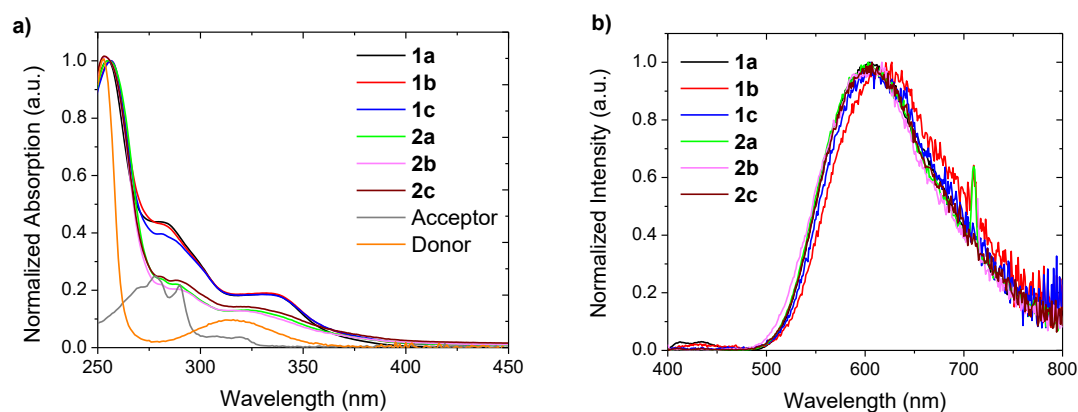 a)
Normalized Absorption (a.u.)
1.0
0.8
0.6
0.4
0.2
0.0
250 300 350 400 450
Wavelength (nm)
1a
1b
1c
2a
2b
2c
Acceptor
Donor
b)
Normalized Intensity (a.u.)
1.0
0.8
0.6
0.4
0.2
0.0
400 500 600 700 800
Wavelength (nm)
1a
1b
1c
2a
2b
2c